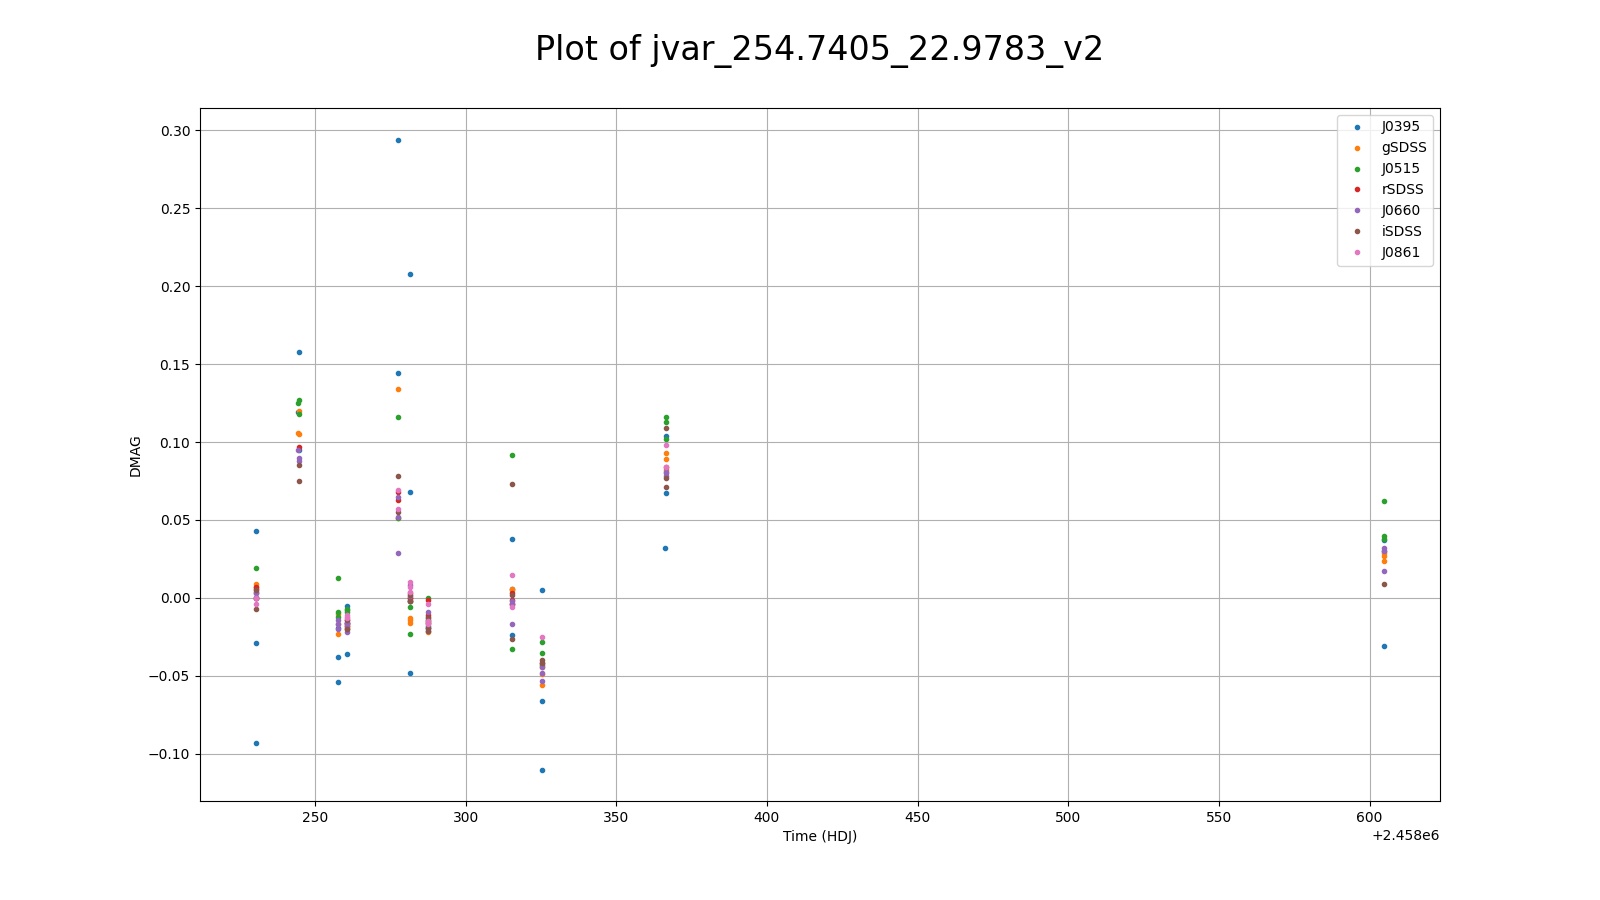 Plot of jvar_254.7405_22.9783_v2
0.30
0.25
0.20
0.15
0.10
0.05
0.00
−0.05
−0.10
DMAG
J0395
gSDSS
J0515
rSDSS
J0660
iSDSS
J0861
250 300 350 400 450 500 550 600
Time (HDJ)
+2.458e6